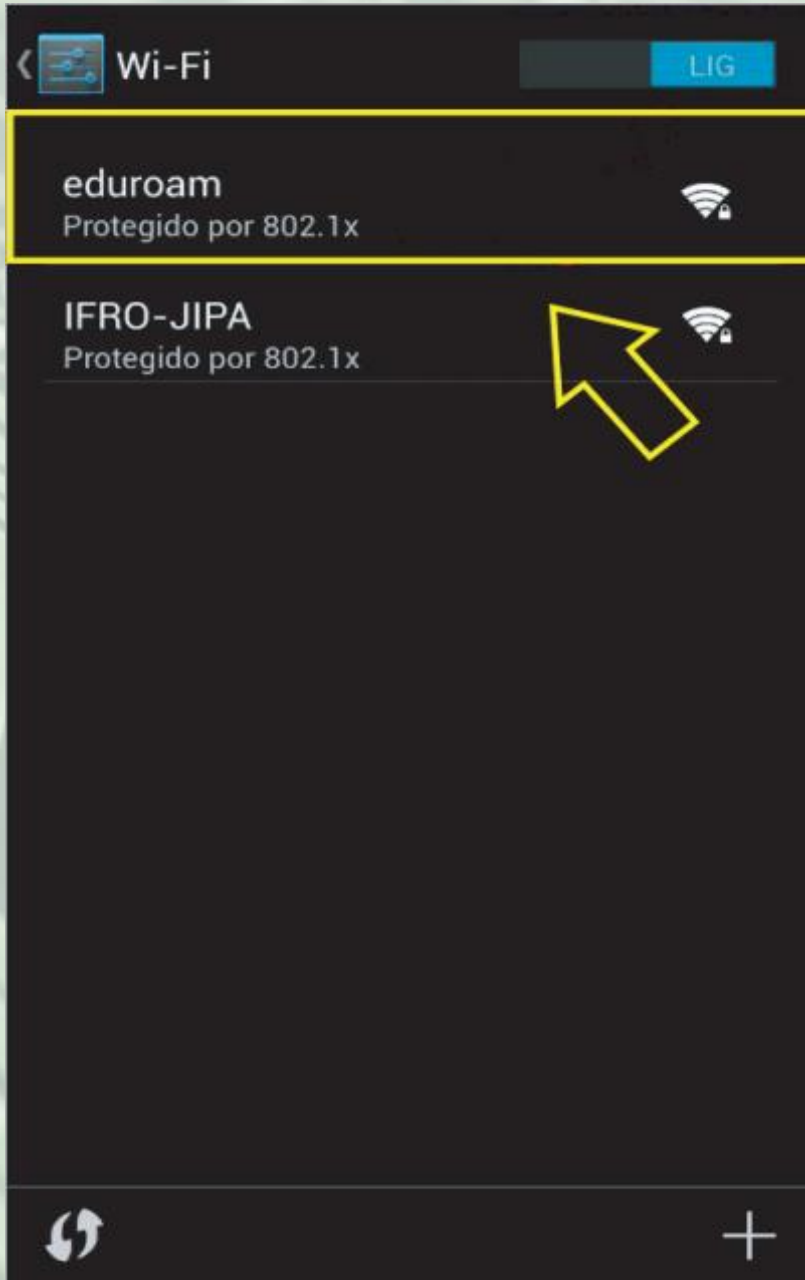 Wi-Fi
LIG
eduroam
Protegido por 802.1x
IFRO-JIPA
Protegido por 802.1x